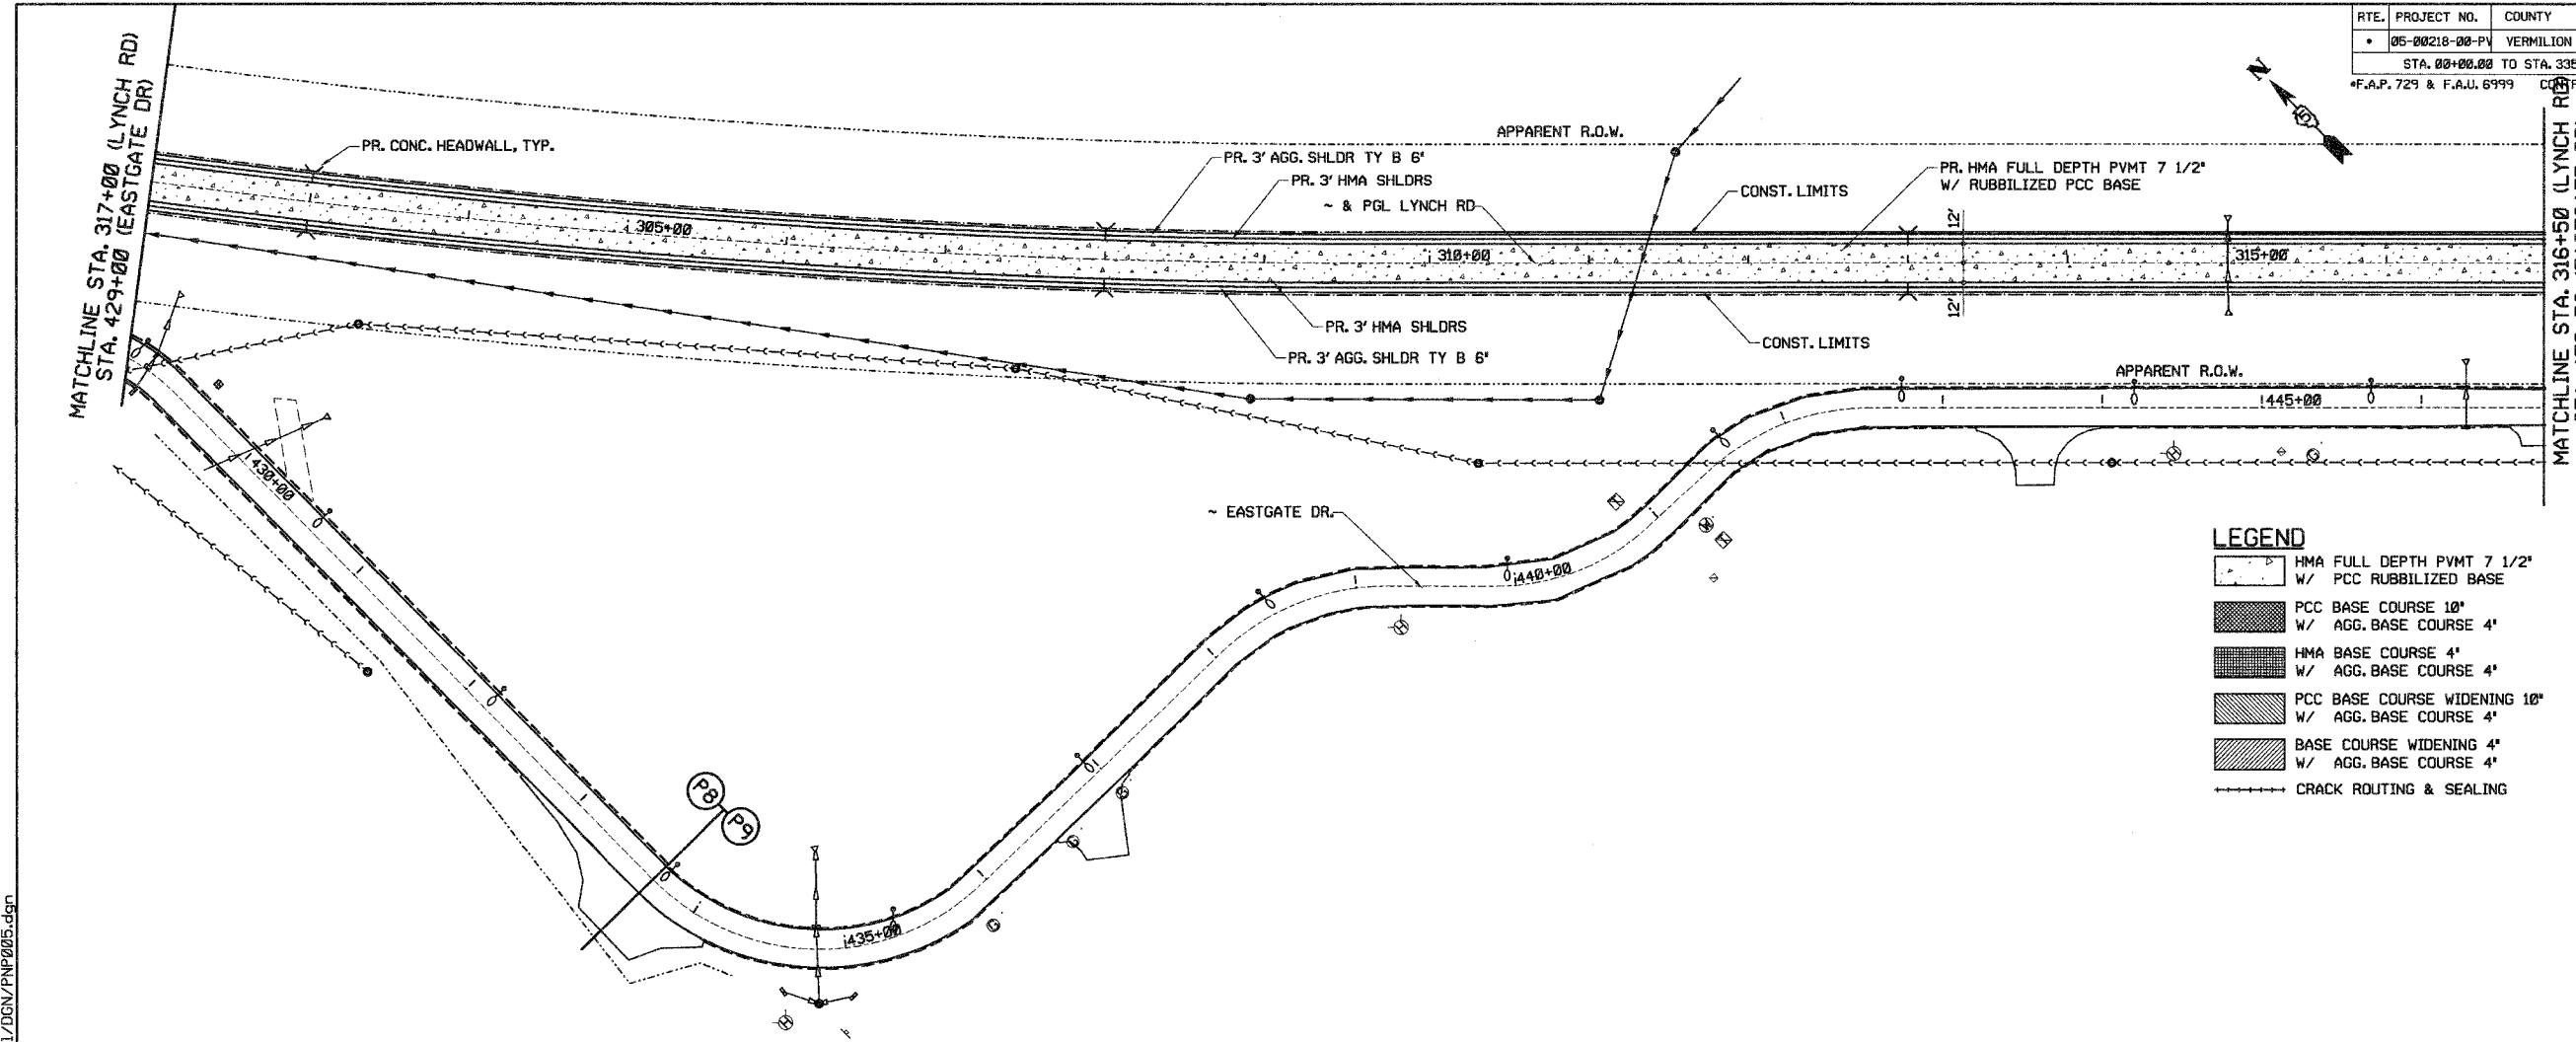 RTE. PROJECT NO. COUNTY
• 05-00218-00-PV VERMILION
STA. 00+00.00 TO STA. 335
*F.A.P. 729 & F.A.U. 6999
N
MATCHLINE STA. 317+00 (LYNCH RD)
STA. 429+00 (EASTGATE DR)
PR. CONC. HEADWALL, TYP.
APPARENT R.O.W.
PR. 3' AGG. SHLDR TY B 6"
PR. 3' HMA SHLDRS
~ & PGL LYNCH RD
CONST. LIMITS
PR. HMA FULL DEPTH PVMT 7 1/2"
W/ RUBBILIZED PCC BASE
12'
12'
305+00
310+00
315+00
PR. 3' HMA SHLDRS
PR. 3' AGG. SHLDR TY B 6"
CONST. LIMITS
APPARENT R.O.W.
MATCHLINE STA. 316+50 (LYNCH RD)
445+00
430+00
~ EASTGATE DR.
440+00
P8
P9
435+00
LEGEND
HMA FULL DEPTH PVMT 7 1/2"
W/ PCC RUBBILIZED BASE
PCC BASE COURSE 10"
W/ AGG. BASE COURSE 4"
HMA BASE COURSE 4"
W/ AGG. BASE COURSE 4"
PCC BASE COURSE WIDENING 10"
W/ AGG. BASE COURSE 4"
BASE COURSE WIDENING 4"
W/ AGG. BASE COURSE 4"
CRACK ROUTING & SEALING
/DGN/PNP005.dgn